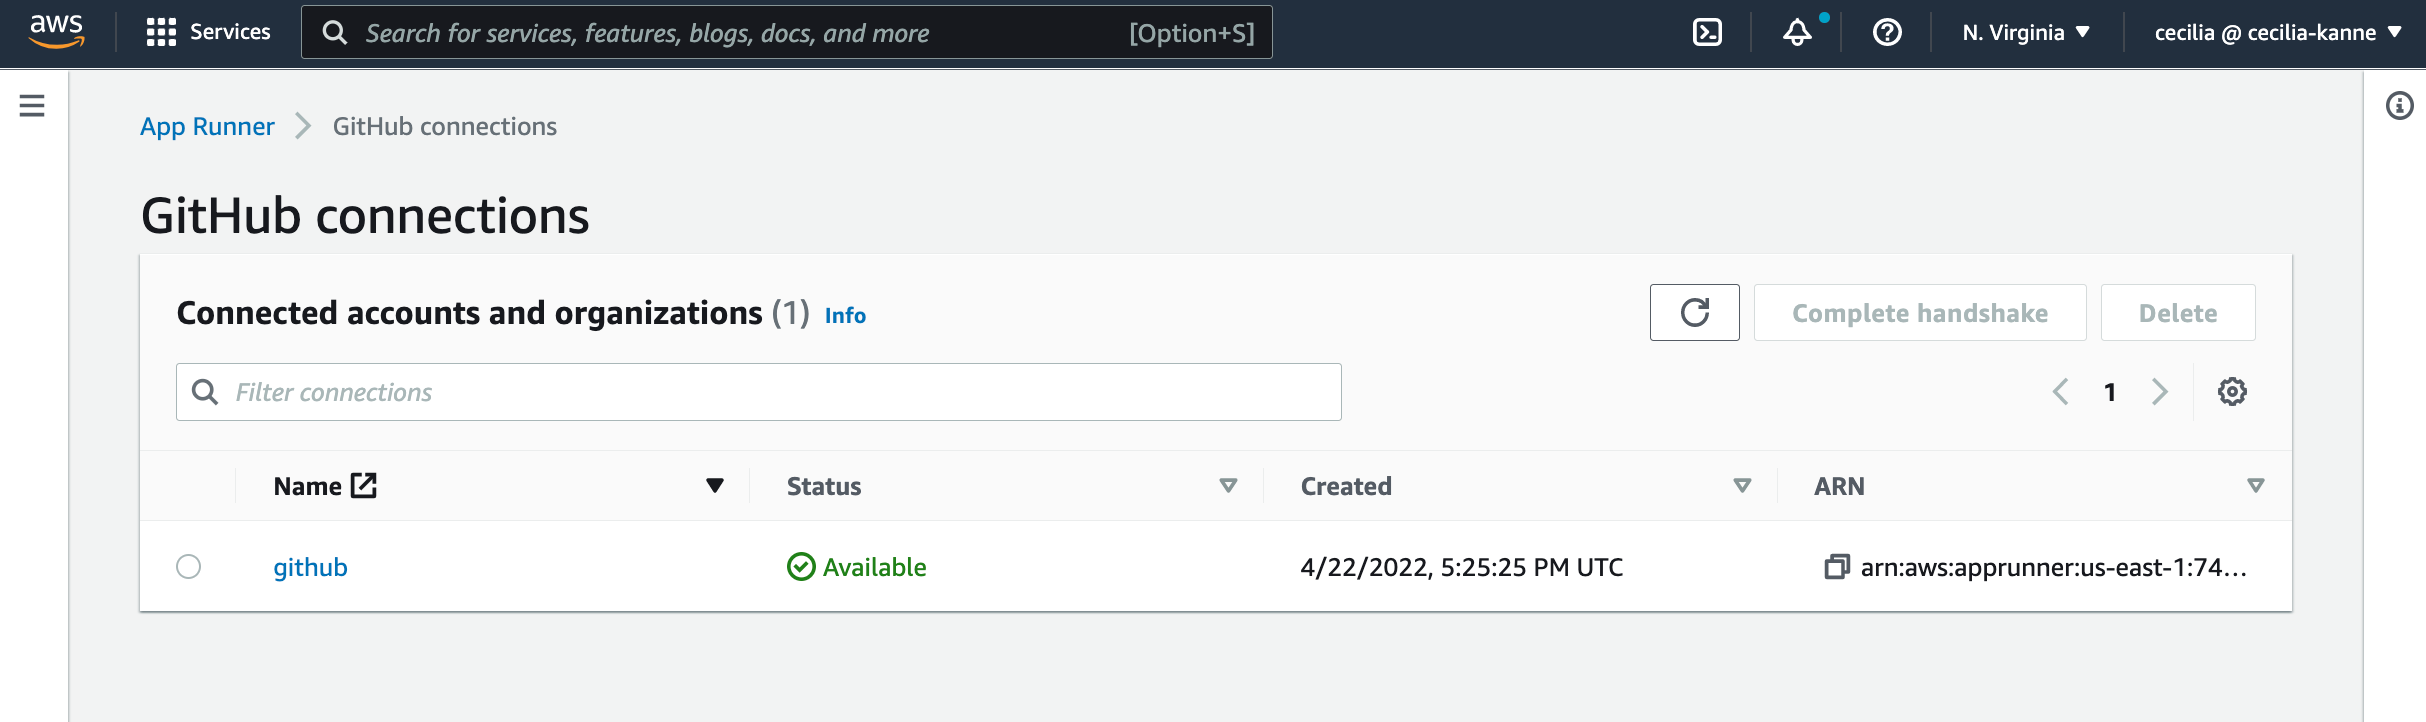 aws Services Search for services, features, blogs, docs, and more [Option+S] N. Virginia cecilia @ cecilia-kanne
App Runner GitHub connections
GitHub connections
Connected accounts and organizations (1) Info Complete handshake Delete
Filter connections 1
Name Status Created ARN
github Available 4/22/2022, 5:25:25 PM UTC arn:aws:apprunner:us-east-1:74...